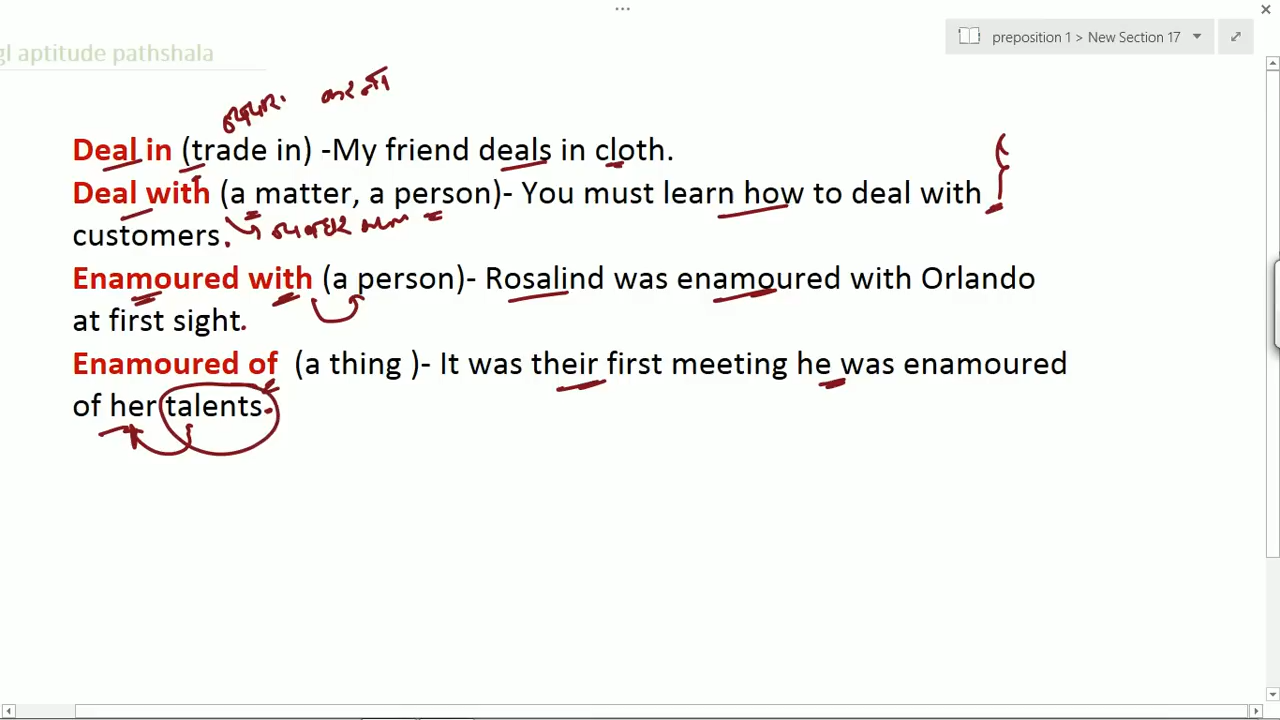 gl aptitude pathshala
preposition 1 > New Section 17
Deal in (trade in) -My friend deals in cloth.
Deal with (a matter, a person)- You must learn how to deal with
customers.
Enamoured with (a person)- Rosalind was enamoured with Orlando
at first sight.
Enamoured of (a thing )- It was their first meeting he was enamoured
of her talents.